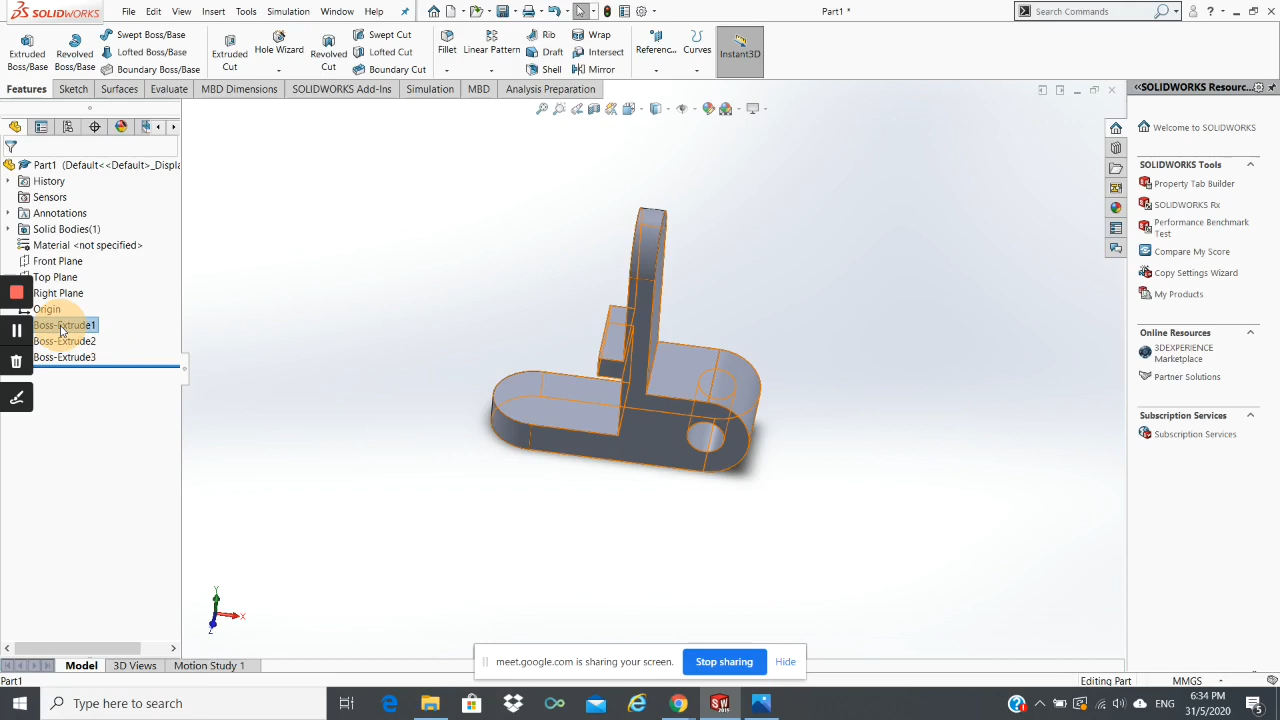 SOLIDWORKS File Edit View Insert Tools Simulation Window Help Part1 * Search Commands ?
Extruded Boss/Base
Revolved Boss/Base
Swept Boss/Base
Lofted Boss/Base
Boundary Boss/Base
Extruded Cut
Hole Wizard
Revolved Cut
Swept Cut
Lofted Cut
Boundary Cut
Fillet
Linear Pattern
Rib
Draft
Shell
Wrap
Intersect
Mirror
Referenc...
Curves
Instant3D
Features Sketch Surfaces Evaluate MBD Dimensions SOLIDWORKS Add-Ins Simulation MBD Analysis Preparation
Part1 (Default<<Default>_Displa
History
Sensors
Annotations
Solid Bodies(1)
Material <not specified>
Front Plane
Top Plane
Right Plane
Origin
Boss-Extrude1
Boss-Extrude2
Boss-Extrude3
Y
X
Z
«SOLIDWORKS Resourc...
Welcome to SOLIDWORKS
SOLIDWORKS Tools
Property Tab Builder
SOLIDWORKS Rx
Performance Benchmark
Test
Compare My Score
Copy Settings Wizard
My Products
Online Resources
3DEXPERIENCE
Marketplace
Partner Solutions
Subscription Services
Subscription Services
meet.google.com is sharing your screen. Stop sharing Hide
Model 3D Views Motion Study 1
Part1 Editing Part MMGS
Type here to search
ENG
6:34 PM
31/5/2020